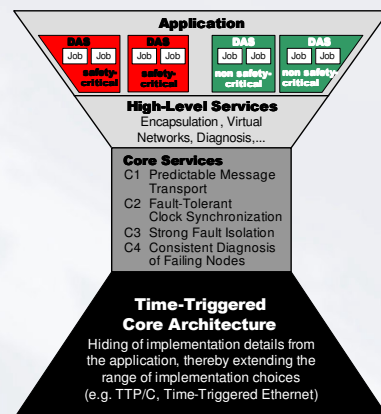 Application
DAS DAS DAS DAS
Job Job Job Job Job Job Job Job
safety- safety- non safety- non safety-
critical critical critical critical
High-Level Services
Encapsulation , Virtual
Networks, Diagnosis,...
Core Services
C1 Predictable Message
Transport
C2 Fault-Tolerant
Clock Synchronization
C3 Strong Fault Isolation
C4 Consistent Diagnosis
of Failing Nodes
Time-Triggered
Core Architecture
Hiding of implementation details from
the application, thereby extending the
range of implementation choices
(e.g. TTP/C, Time-Triggered Ethernet)